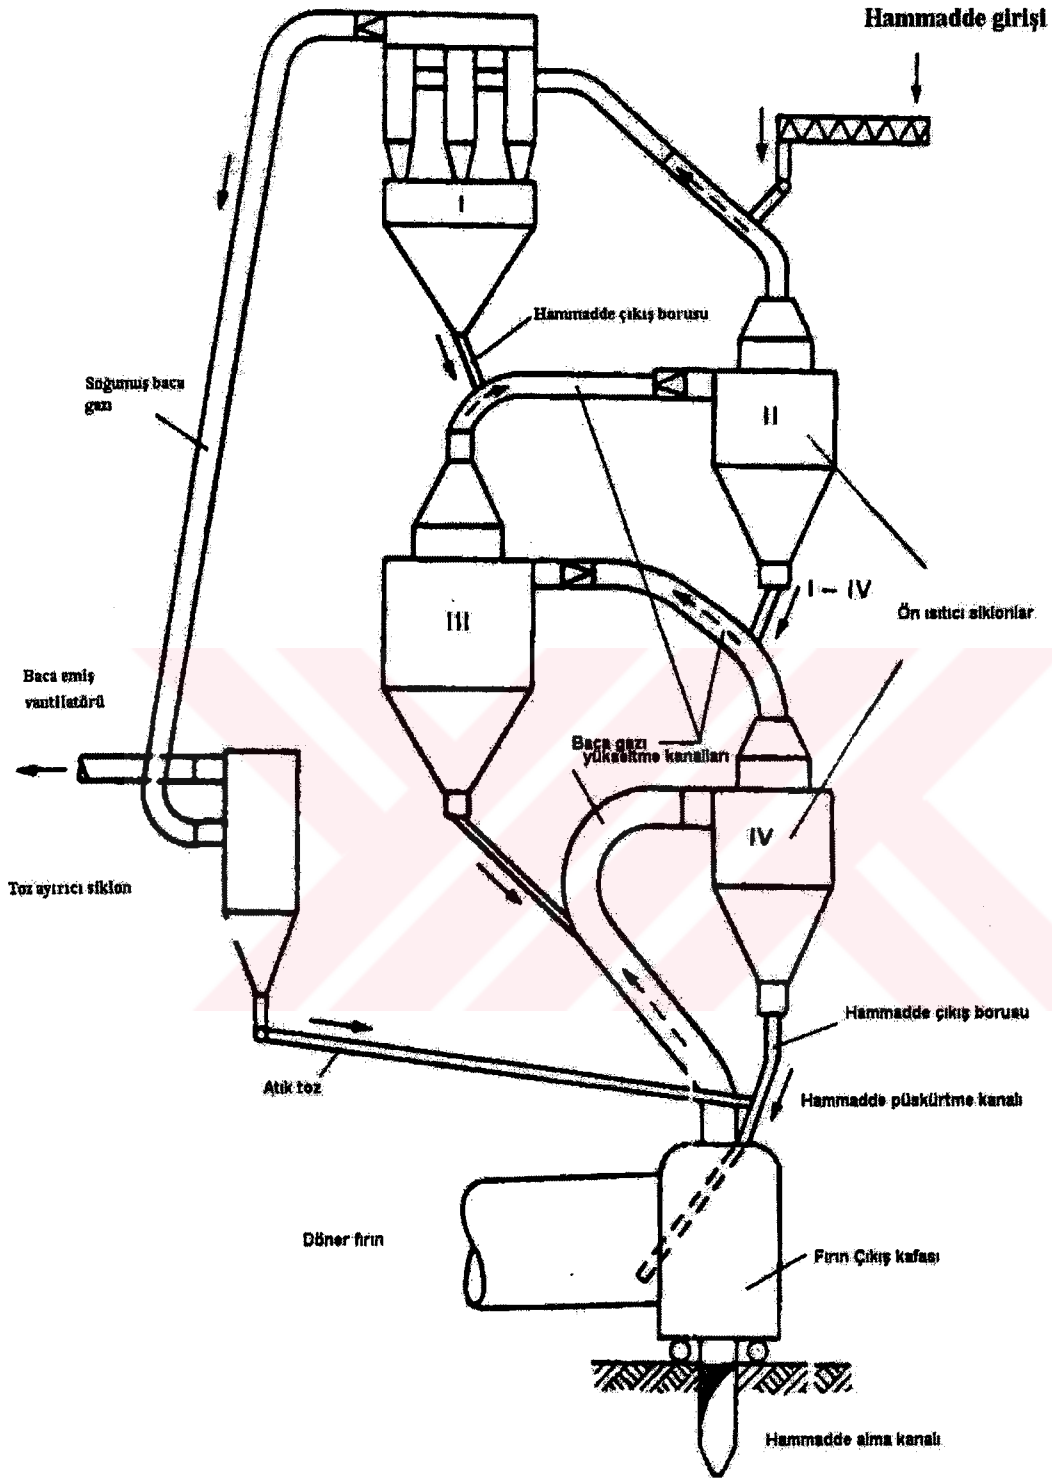 Hammadde girişi
I
Hammadde çıkış borusu
Soğumuş baca
gazı
II
I - IV
III
Ön ısıtıcı siklonlar
Baca emiş
vantilatörü
Baca gazı
yükseltme kanalları
IV
Toz ayırıcı siklon
Hammadde çıkış borusu
Atık toz
Hammadde püskürtme kanalı
Döner fırın
Fırın Çıkış kafası
Hammadde alma kanalı